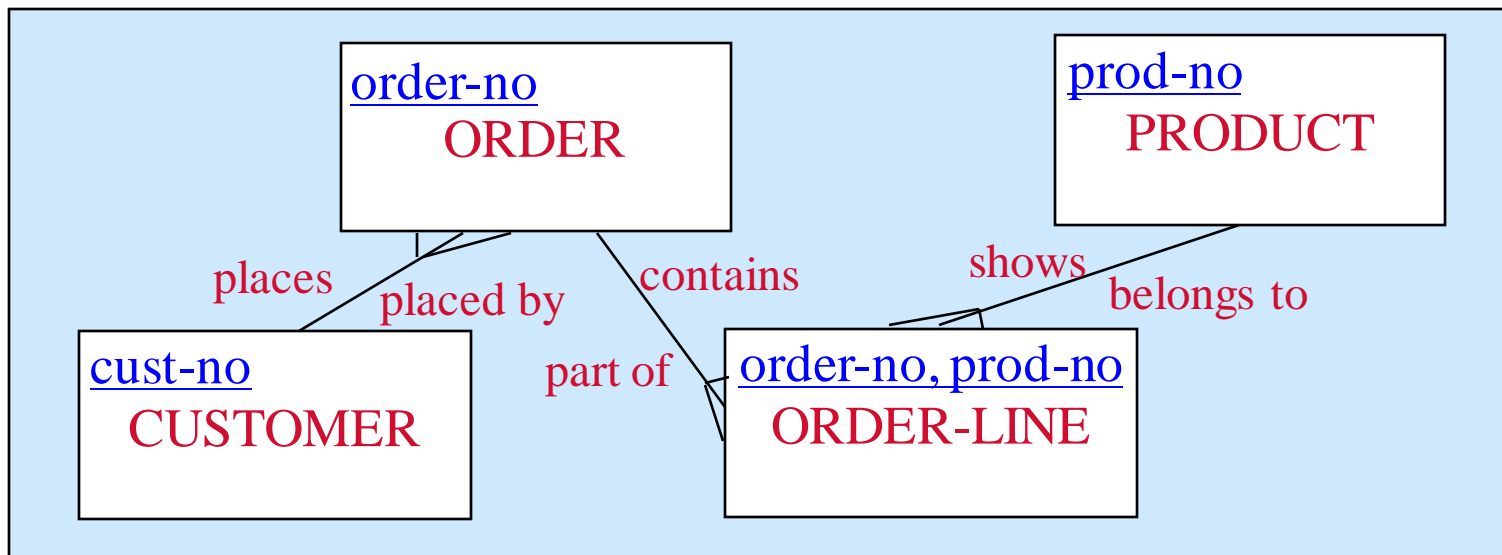 order-no
ORDER
prod-no
PRODUCT
places
placed by
contains
shows
belongs to
part of
cust-no
CUSTOMER
order-no, prod-no
ORDER-LINE